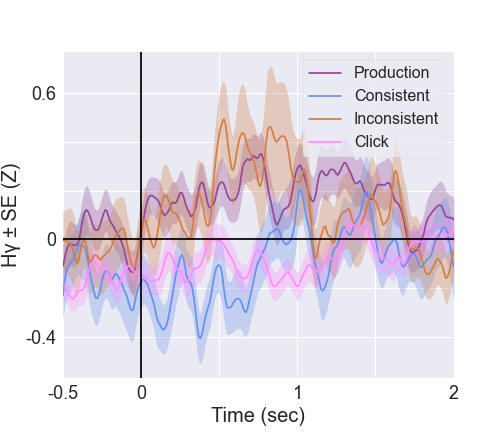 Production
Consistent
Inconsistent
Click
Hγ ± SE (Z)
0.6
0
-0.4
-0.5
0
1
2
Time (sec)